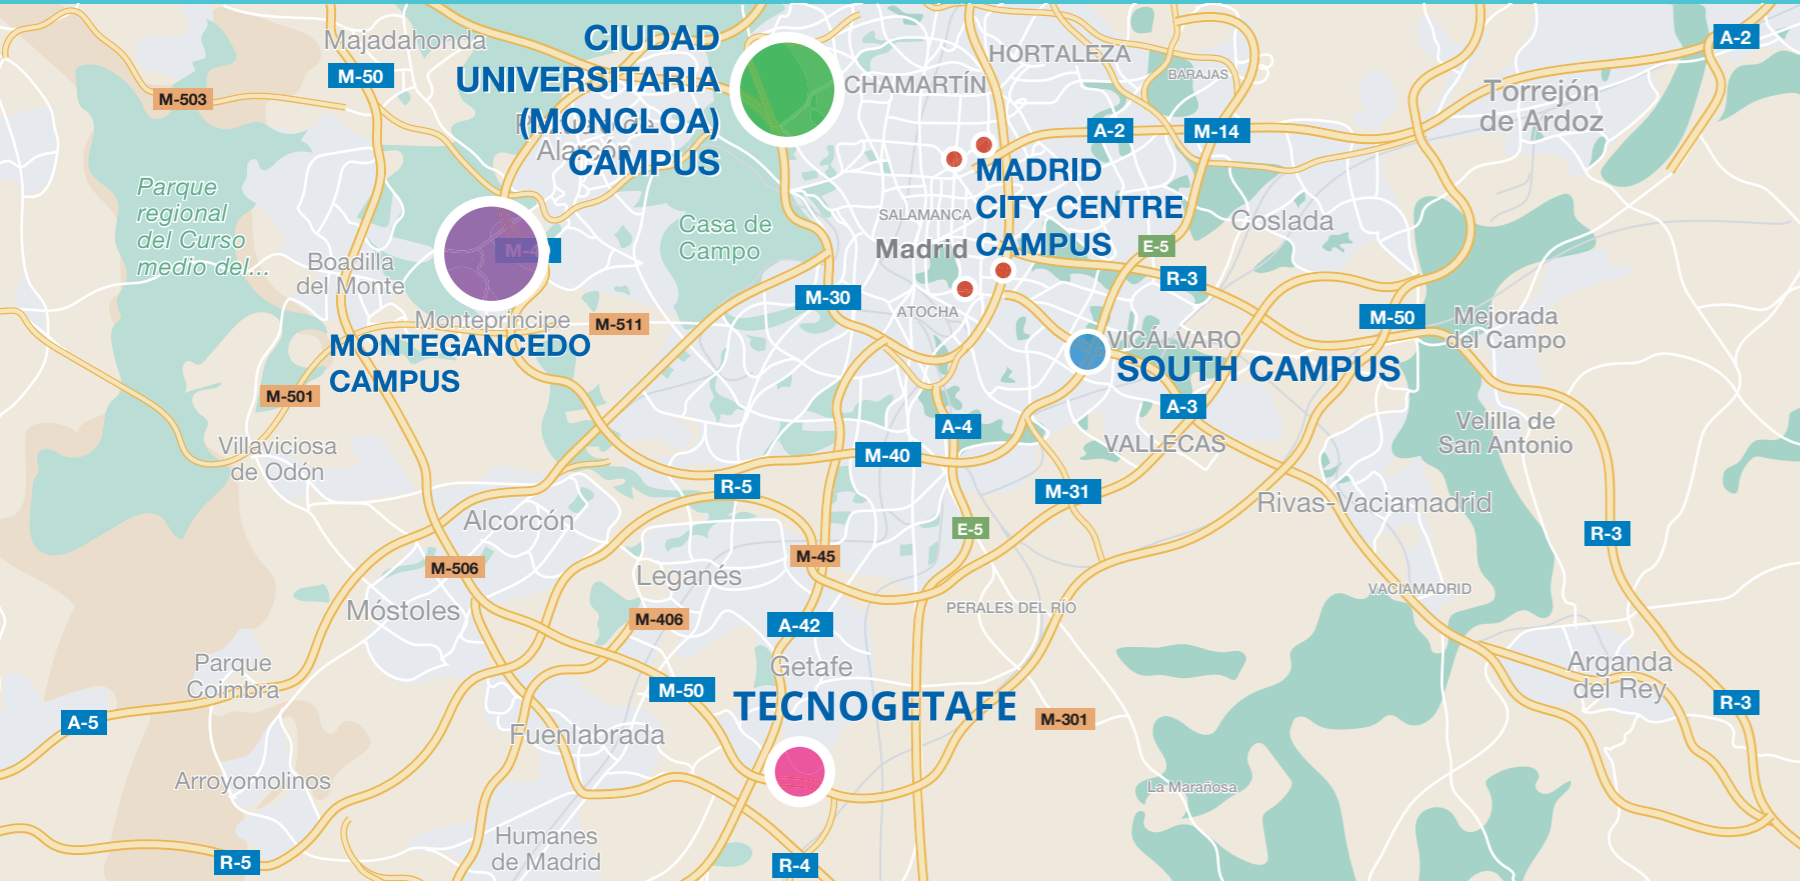 Majadahonda
M-50
M-503
CIUDAD
UNIVERSITARIA
(MONCLOA)
CAMPUS
Alarcón
CHAMARTÍN
HORTALEZA
BARAJAS
A-2
Torrejón
de Ardoz
A-2
M-14
Parque
regional
del Curso
medio del...
Boadilla
del Monte
Casa de
Campo
SALAMANCA
Madrid
MADRID
CITY CENTRE
CAMPUS
E-5
Coslada
R-3
M-30
ATOCHA
Montepríncipe
M-511
MONTEGANCEDO
CAMPUS
M-501
VICÁLVARO
SOUTH CAMPUS
M-50
Mejorada
del Campo
A-3
VALLECAS
A-4
M-40
Velilla de
San Antonio
Villaviciosa
de Odón
R-5
M-31
Rivas-Vaciamadrid
Alcorcón
E-5
R-3
M-45
M-506
Leganés
Móstoles
M-406
A-42
PERALES DEL RÍO
VACIAMADRID
Parque
Coimbra
Getafe
M-50
TECNOGETAFE
M-301
Arganda
del Rey
R-3
A-5
Fuenlabrada
Arroyomolinos
La Marañosa
Humanes
de Madrid
R-5
R-4